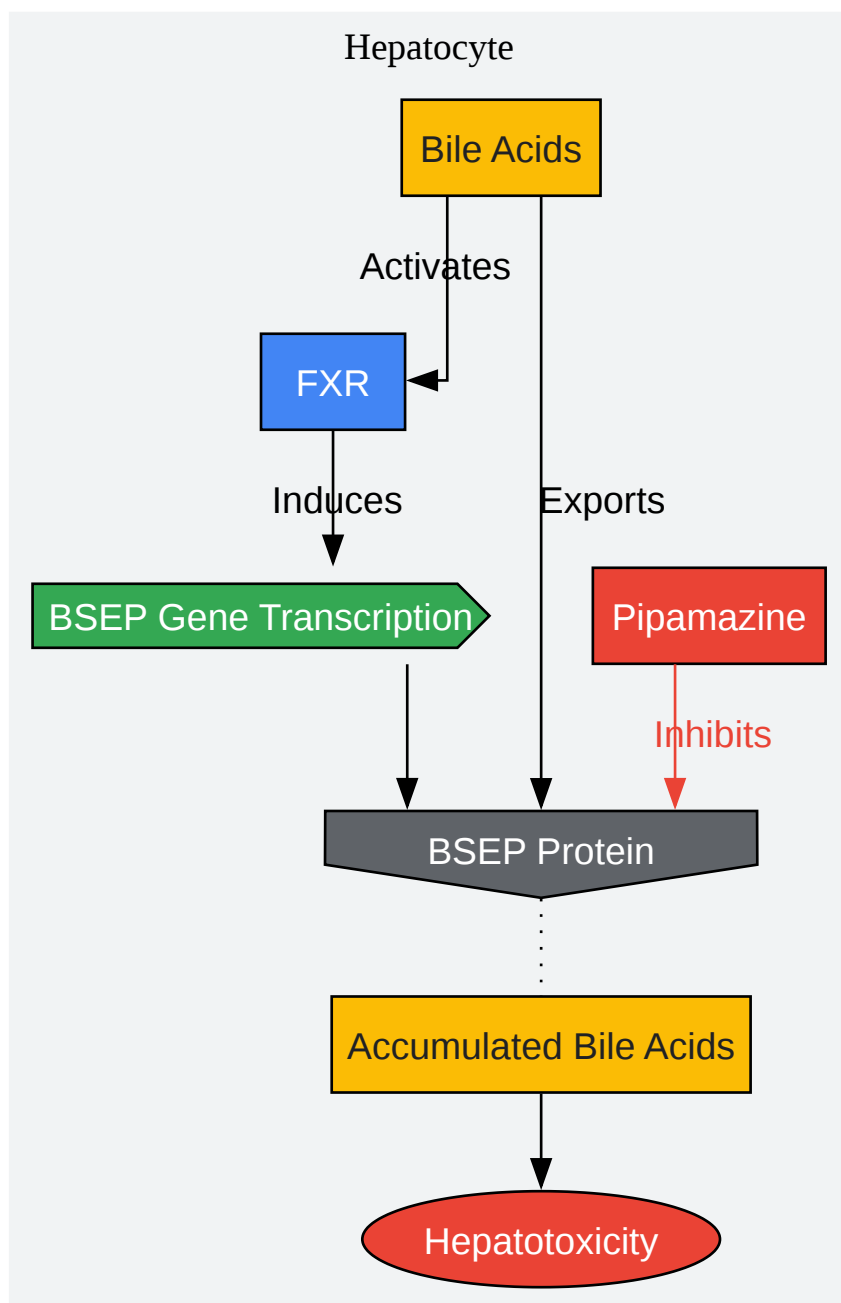 Hepatocyte
Bile Acids
Activates
FXR
Induces
Exports
BSEP Gene Transcription
Pipamazine
Inhibits
BSEP Protein
Accumulated Bile Acids
Hepatotoxicity